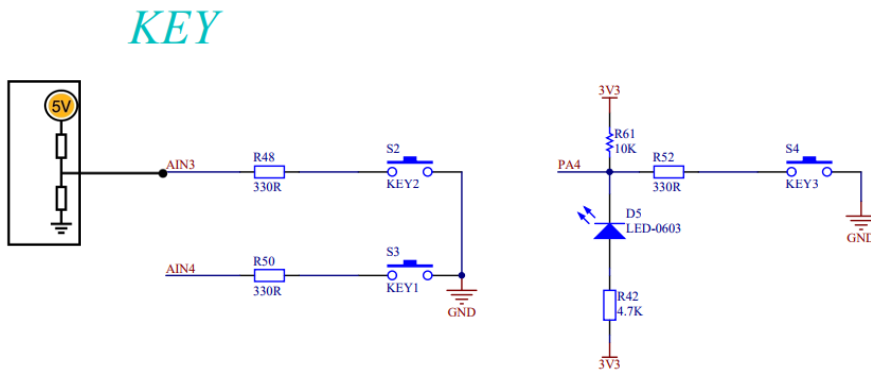 KEY
5V
AIN3
R48
330R
S2
KEY2
AIN4
R50
330R
S3
KEY1
GND
3V3
R61
10K
PA4
R52
330R
S4
KEY3
GND
D5
LED-0603
R42
4.7K
3V3